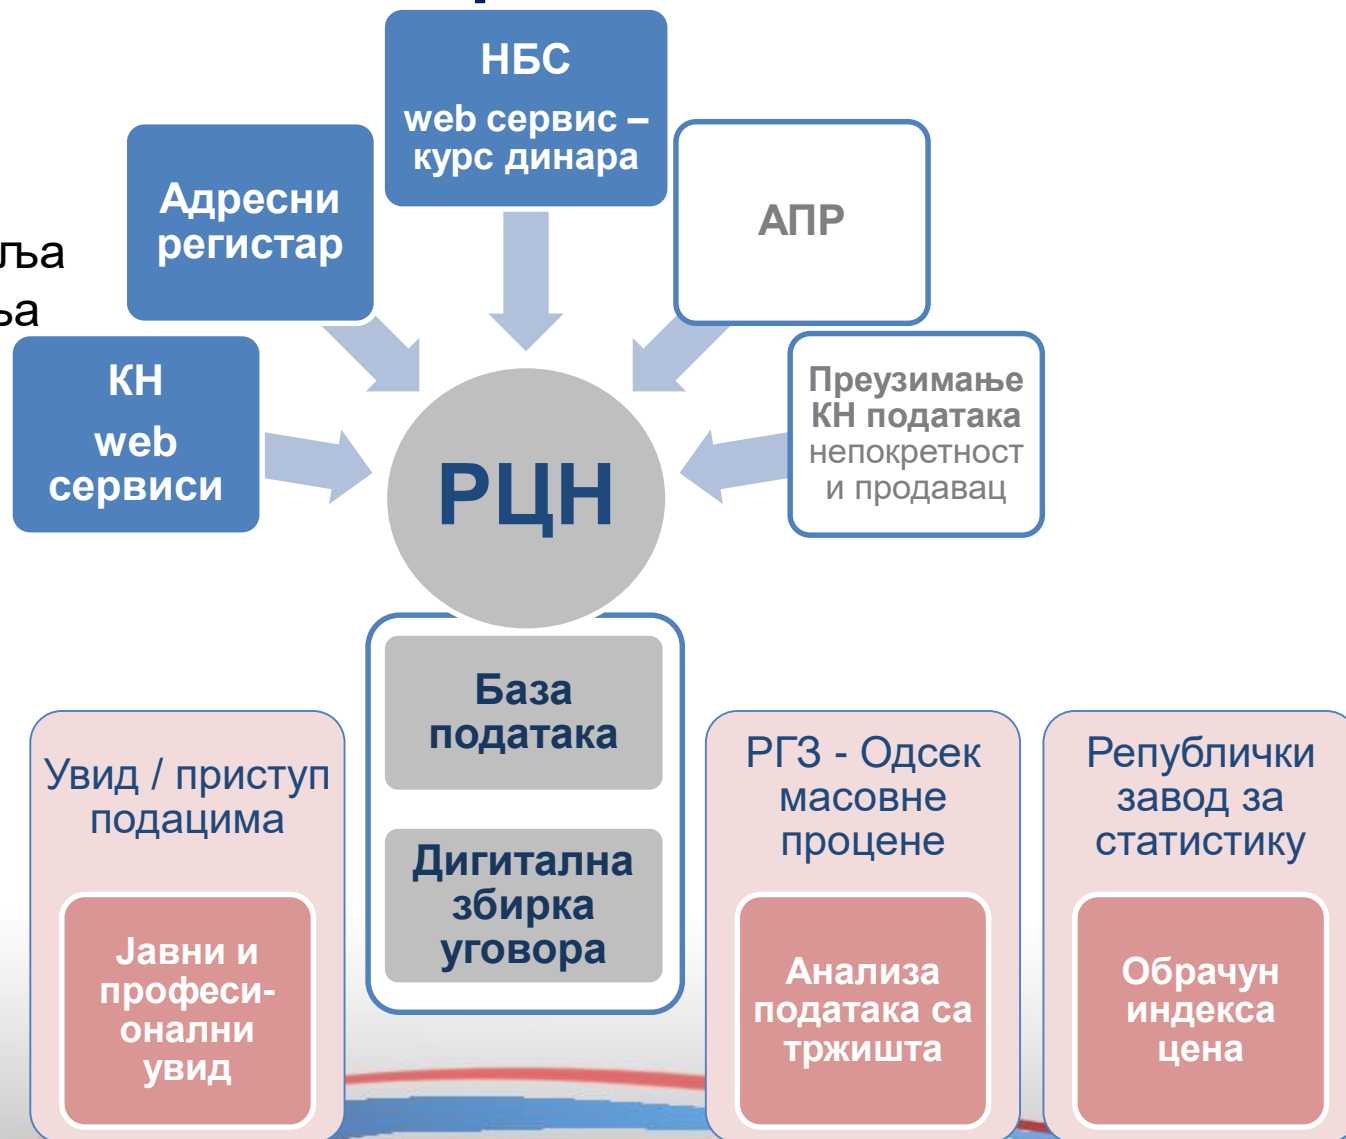 НБС
web сервис –
курс динара
Адресни
регистар
АПР
КН
web
сервиси
Преузимање
КН података
непокретност
и продавац
РЦН
База
података
Дигитална
збирка
уговора
Увид / приступ
подацима
Јавни и
професи-
онални
увид
РГЗ - Одсек
масовне
процене
Анализа
података са
тржишта
Републички
завод за
статистику
Обрачун
индекса
цена